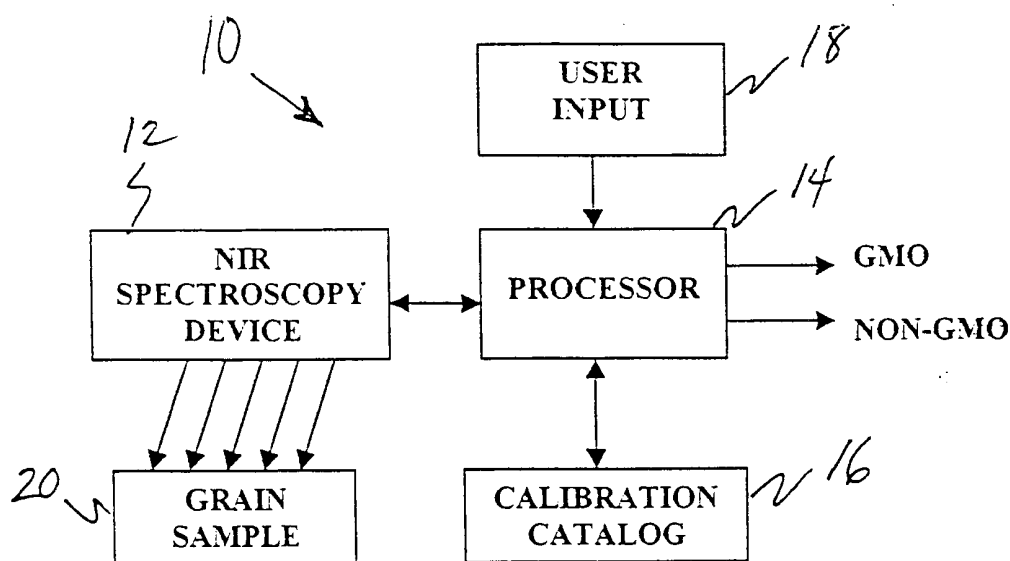 10
18
USER
INPUT
12
14
NIR
SPECTROSCOPY
DEVICE
PROCESSOR
GMO
NON-GMO
20
GRAIN
SAMPLE
CALIBRATION
CATALOG
16